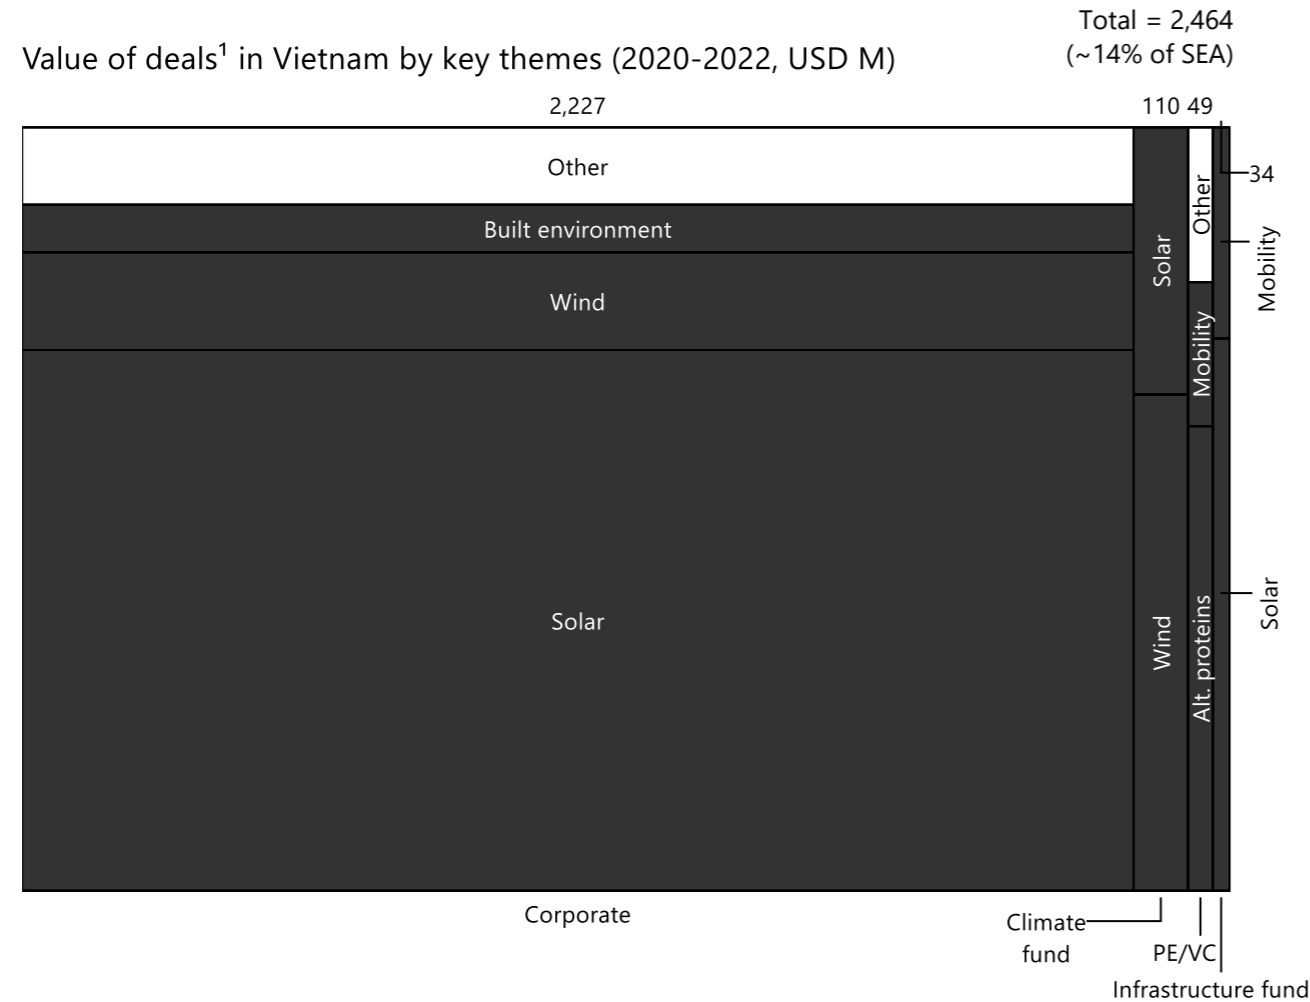 Total = 2,464
(~14% of SEA)
Value of deals¹ in Vietnam by key themes (2020-2022, USD M)
2,227
110
49
34
Other
Built environment
Wind
Solar
Solar
Wind
Other
Mobility
Alt. proteins
Mobility
Solar
Corporate
Climate
fund
PE/VC
Infrastructure fund